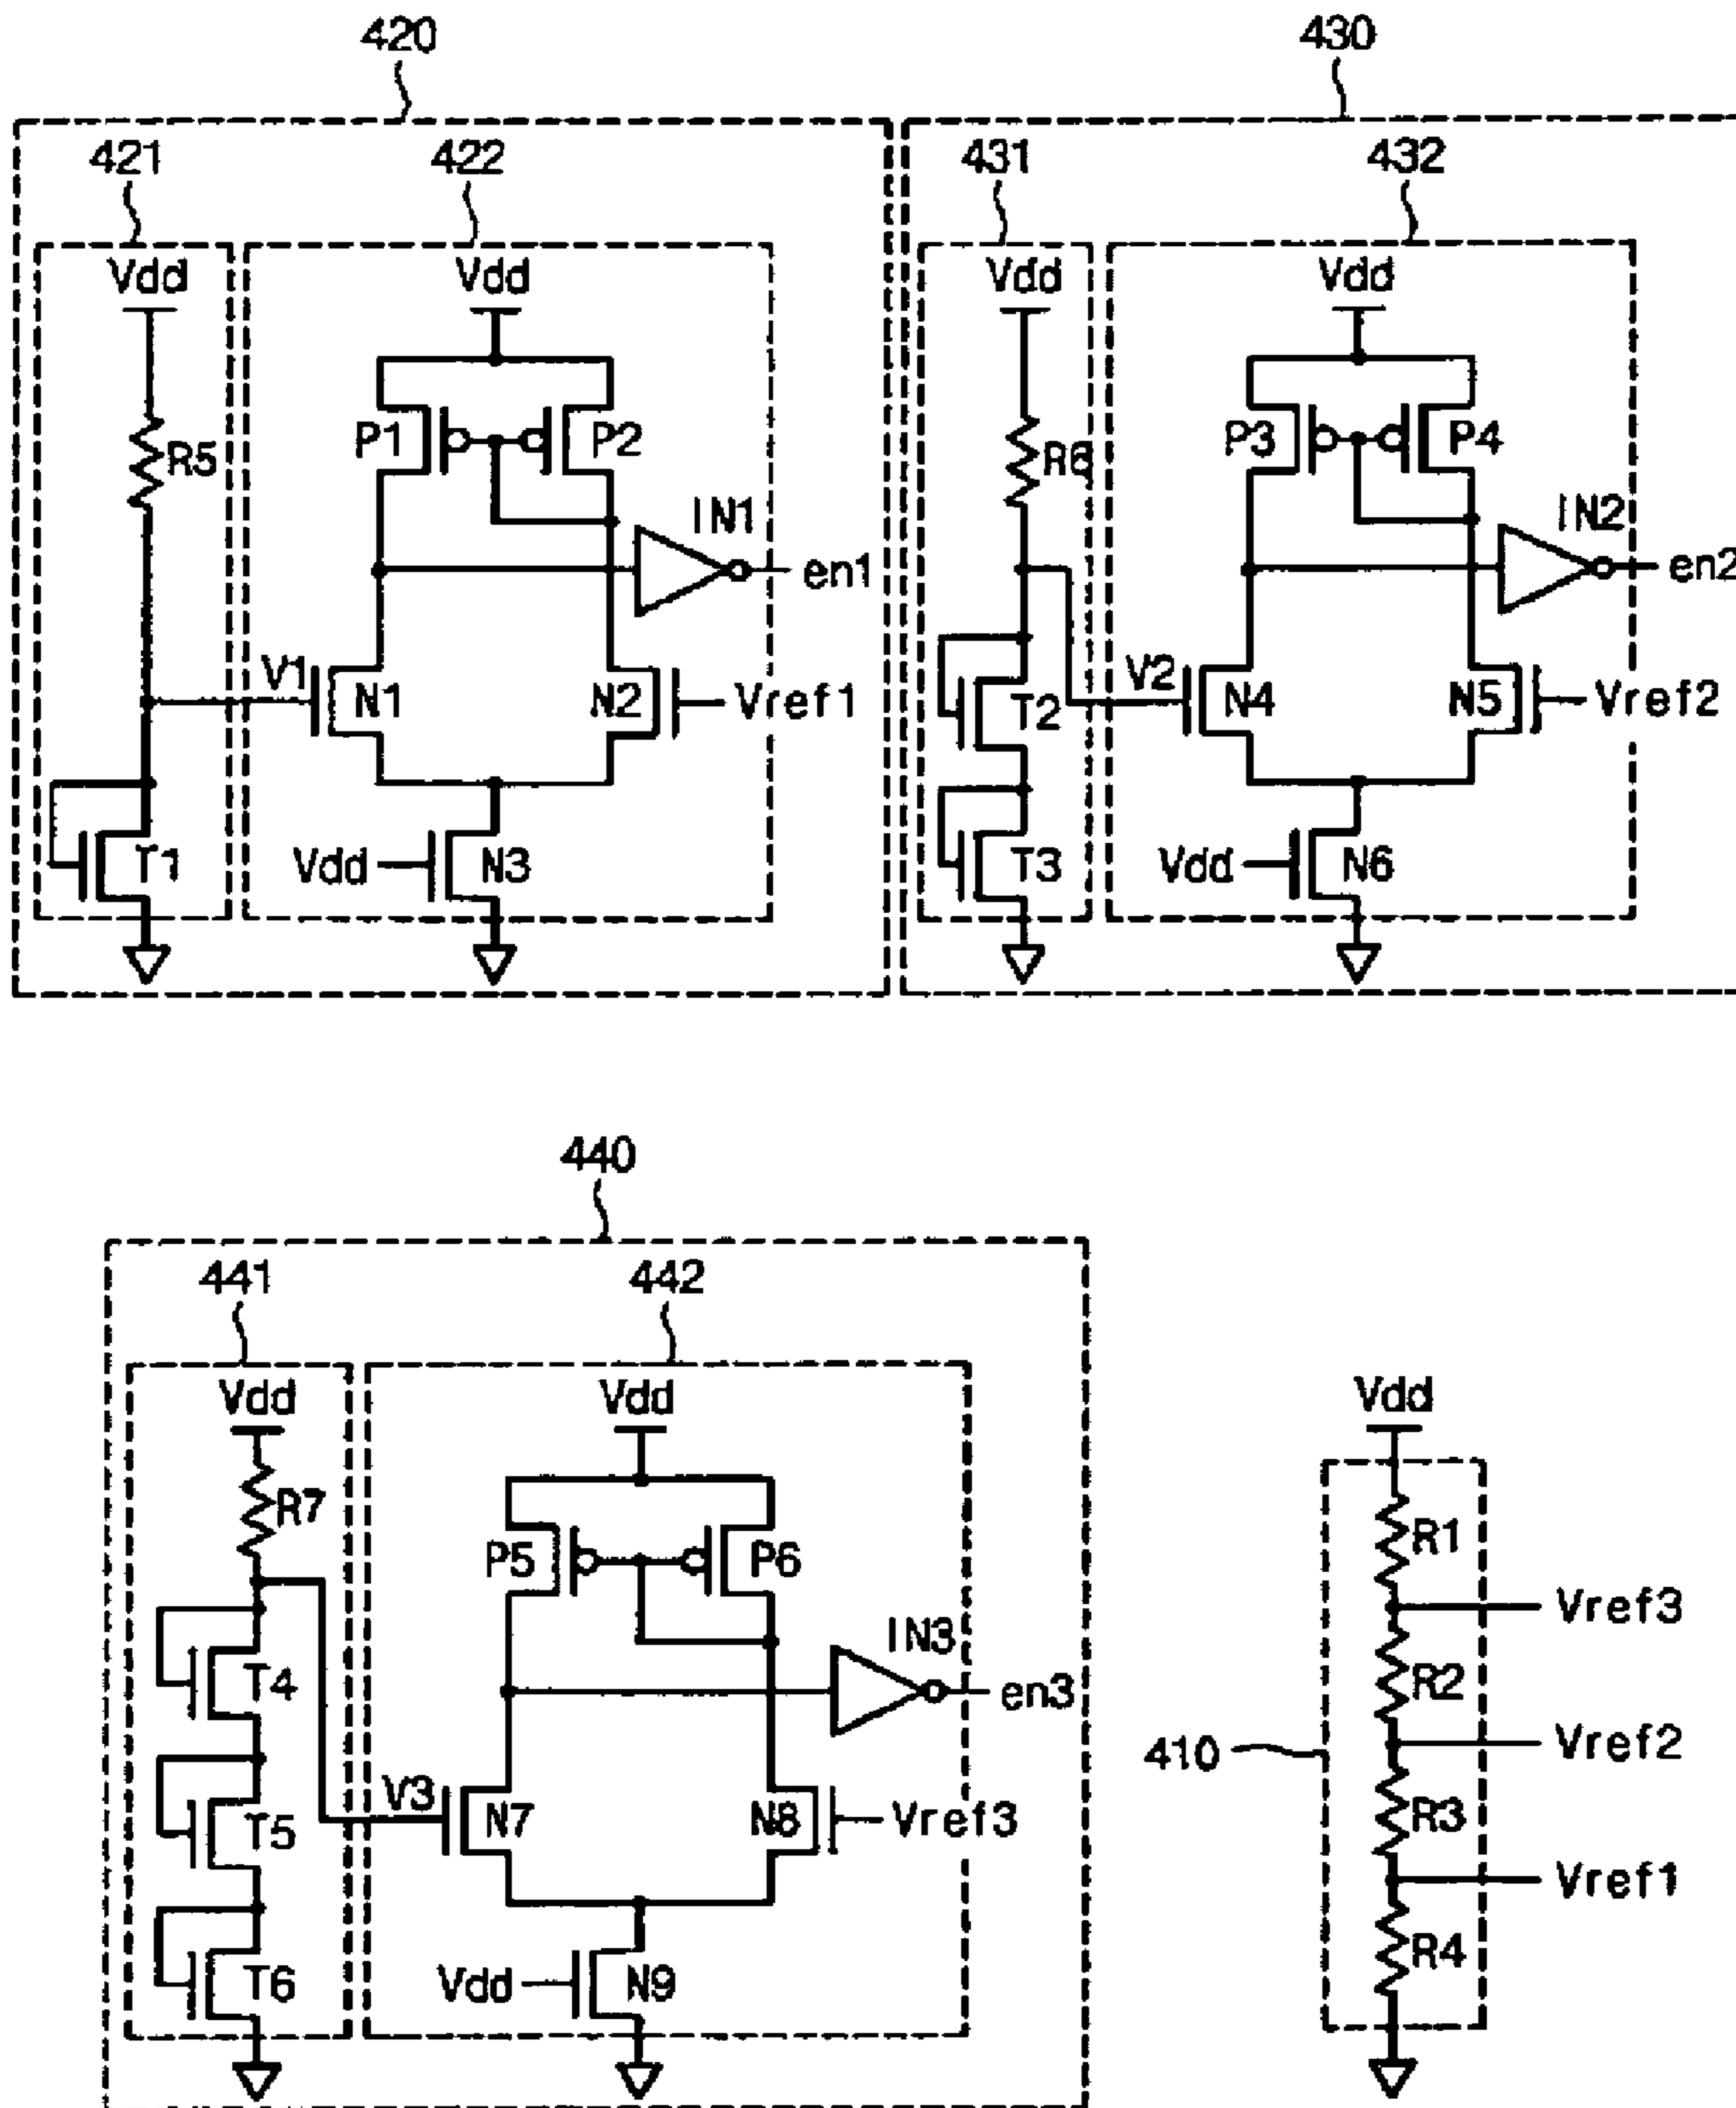 420
430
421
422
431
432
Vdd
Vdd
Vdd
Vdd
P1
P2
P3
P4
R5
R6
IN1
IN2
en1
en2
V1
N1
N2
Vref1
T2
V2
N4
N5
Vref2
T1
Vdd
N3
T3
Vdd
N6
440
441
442
Vdd
Vdd
Vdd
R7
P5
P6
R1
Vref3
IN3
T4
en3
R2
410
Vref2
V3
N7
N8
Vref3
T5
R3
Vref1
T6
Vdd
N9
R4